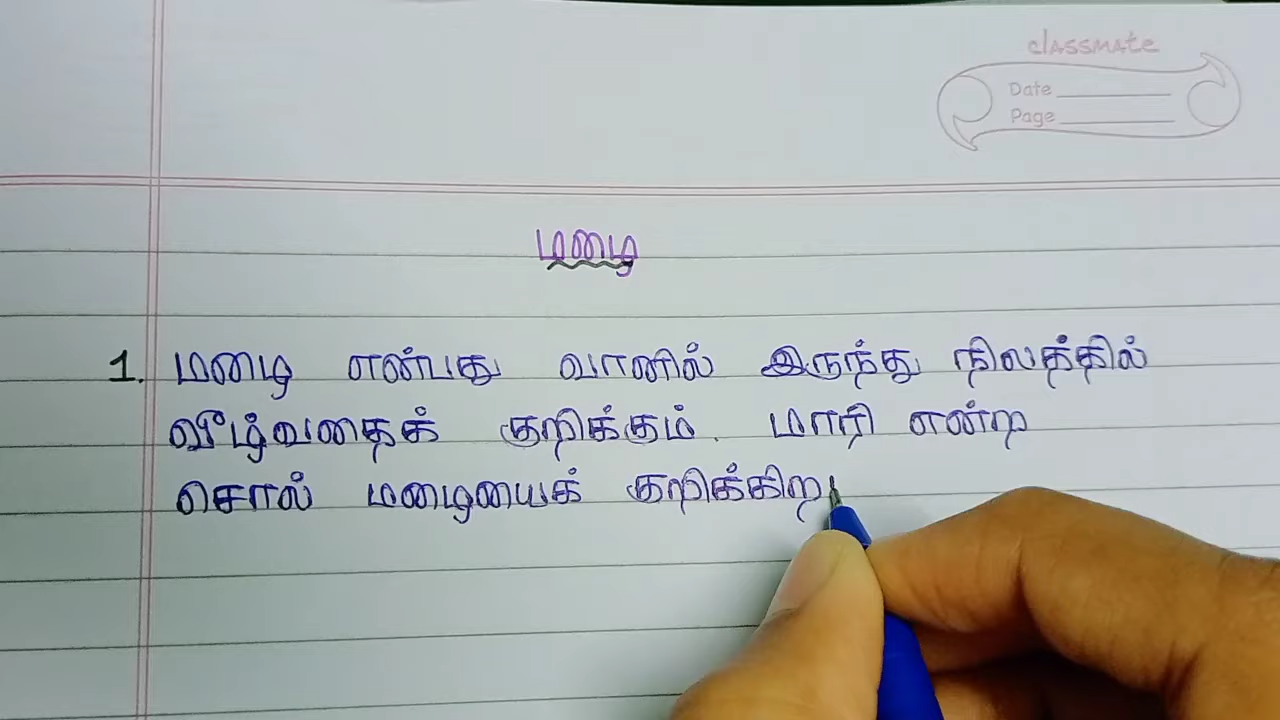 classmate
Date
Page
மழை
1. மழை என்பது வானில் இருந்து நிலத்தில்
வீழ்வதைக் குறிக்கும். மாரி என்ற
சொல் மழையைக் குறிக்கிற